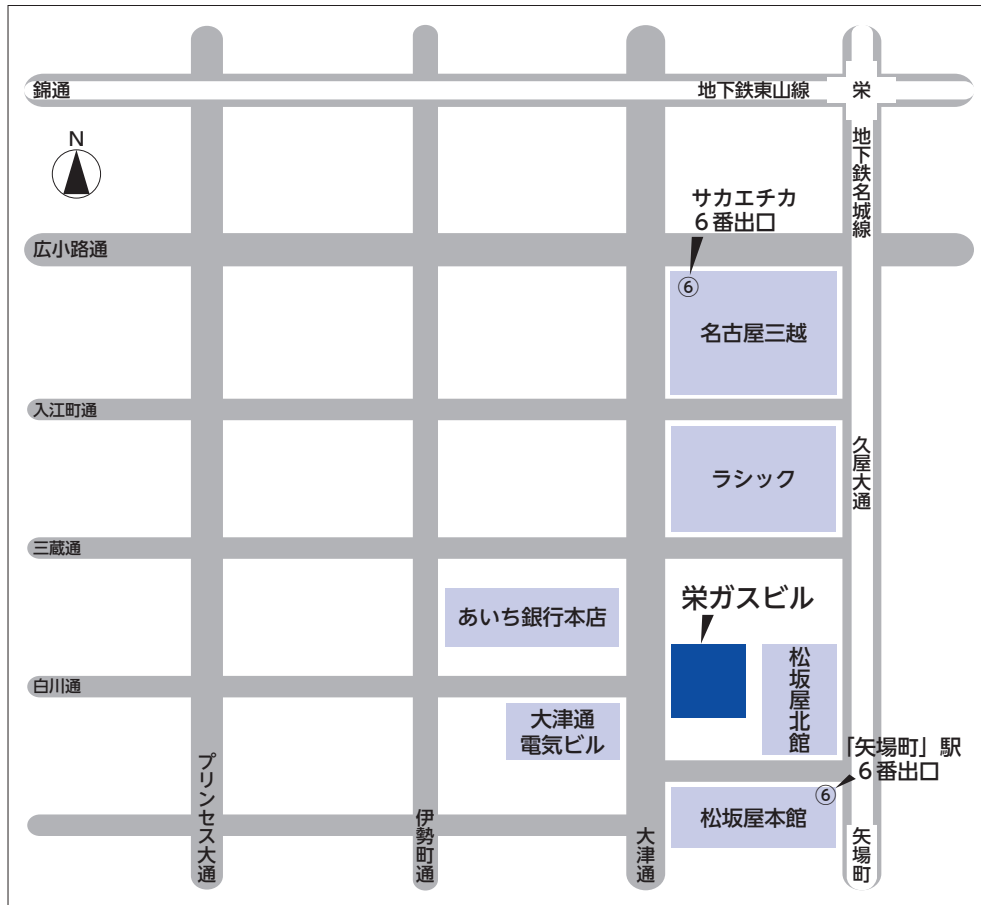 錦通
地下鉄東山線
栄
N
地下鉄名城線
サカエチカ
6番出口
広小路通
⑥
名古屋三越
入江町通
ラシック
久屋大通
三蔵通
栄ガスビル
あいち銀行本店
松坂屋北館
白川通
大津通
電気ビル
「矢場町」駅
6番出口
プリンセス大通
⑥
伊勢町通
大津通
松坂屋本館
矢場町